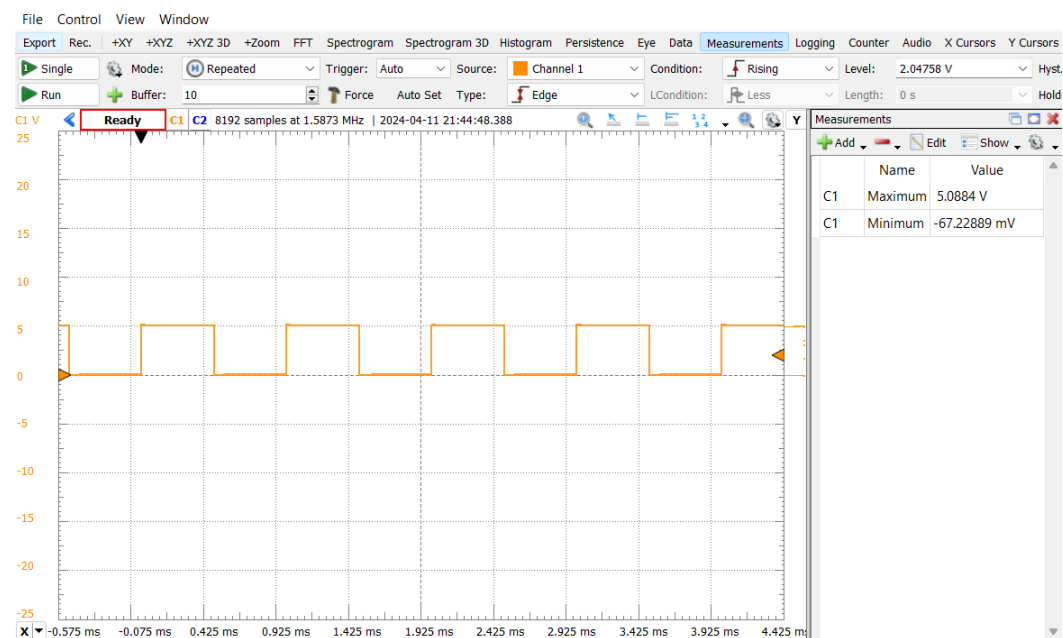 File Control View Window
Export Rec. +XY +XYZ +XYZ 3D +Zoom FFT Spectrogram Spectrogram 3D Histogram Persistence Eye Data Measurements Logging Counter Audio X Cursors Y Cursors
Single Mode: Repeated Trigger: Auto Source: Channel 1 Condition: Rising Level: 2.04758 V Hyst.
Run Buffer: 10 Force Auto Set Type: Edge LCondition: Less Length: 0 s Hold
C1 V Ready C1 C2 8192 samples at 1.5873 MHz | 2024-04-11 21:44:48.388 Y Measurements
25
Add Edit Show
Name Value
20
C1 Maximum 5.0884 V
C1 Minimum -67.22889 mV
15
10
5
0
-5
-10
-15
-20
-25
X -0.575 ms -0.075 ms 0.425 ms 0.925 ms 1.425 ms 1.925 ms 2.425 ms 2.925 ms 3.425 ms 3.925 ms 4.425 ms